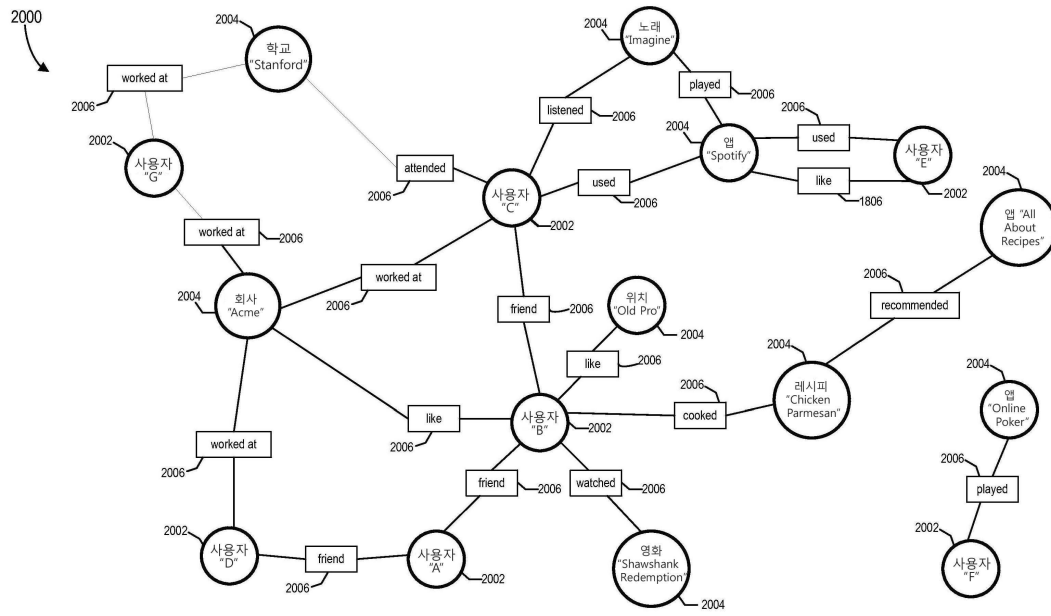 2000
2004
학교
"Stanford"
worked at
2006
2002
사용자
"G"
worked at
2006
attended
2006
2004
노래
"Imagine"
listened
2006
played
2006
2004
앱
"Spotify"
2006
used
사용자
"E"
2002
like
1806
used
2006
사용자
"C"
2002
2004
앱 "All
About
Recipes"
2006
recommended
2004
회사
"Acme"
worked at
2006
friend
2006
위치
"Old Pro"
2004
like
2006
2004
레시피
"Chicken
Parmesan"
2006
cooked
사용자
"B"
2002
like
2006
2004
앱
"Online
Poker"
2006
played
2002
사용자
"F"
worked at
2006
friend
2006
watched
2006
2002
사용자
"D"
friend
2006
사용자
"A"
2002
영화
"Shawshank
Redemption"
2004